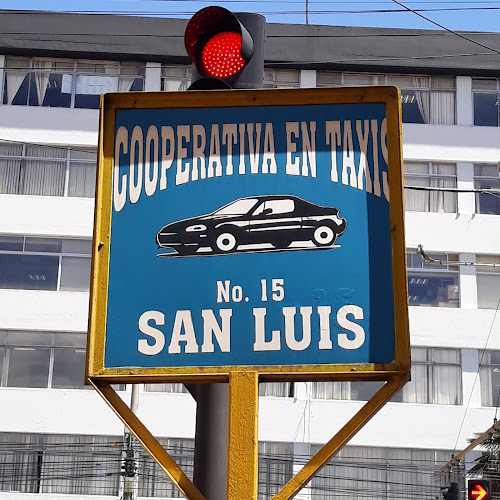 COOPERATIVA EN TAXIS
No. 15
SAN LUIS